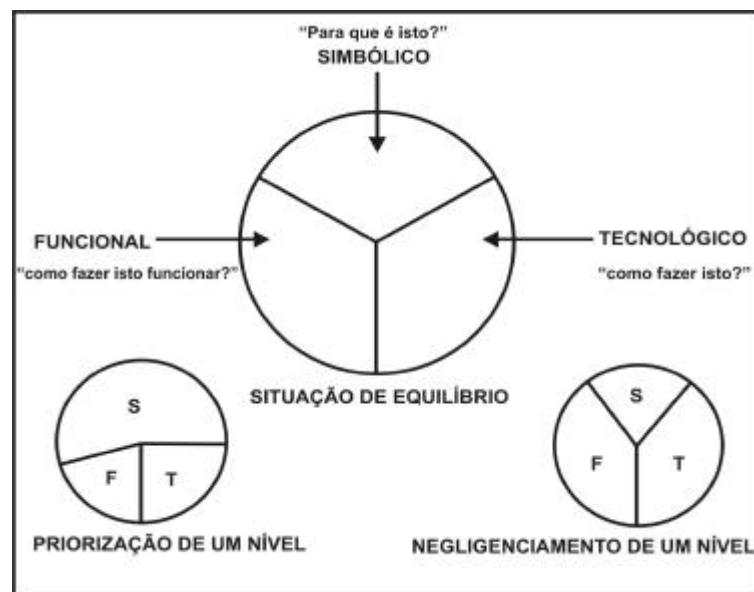 “Para que é isto?”
SIMBÓLICO
FUNCIONAL
“como fazer isto funcionar?”
TECNOLÓGICO
“como fazer isto?”
SITUAÇÃO DE EQUILÍBRIO
S
F
T
PRIORIZAÇÃO DE UM NÍVEL
S
F
T
NEGLIGENCIAMENTO DE UM NÍVEL